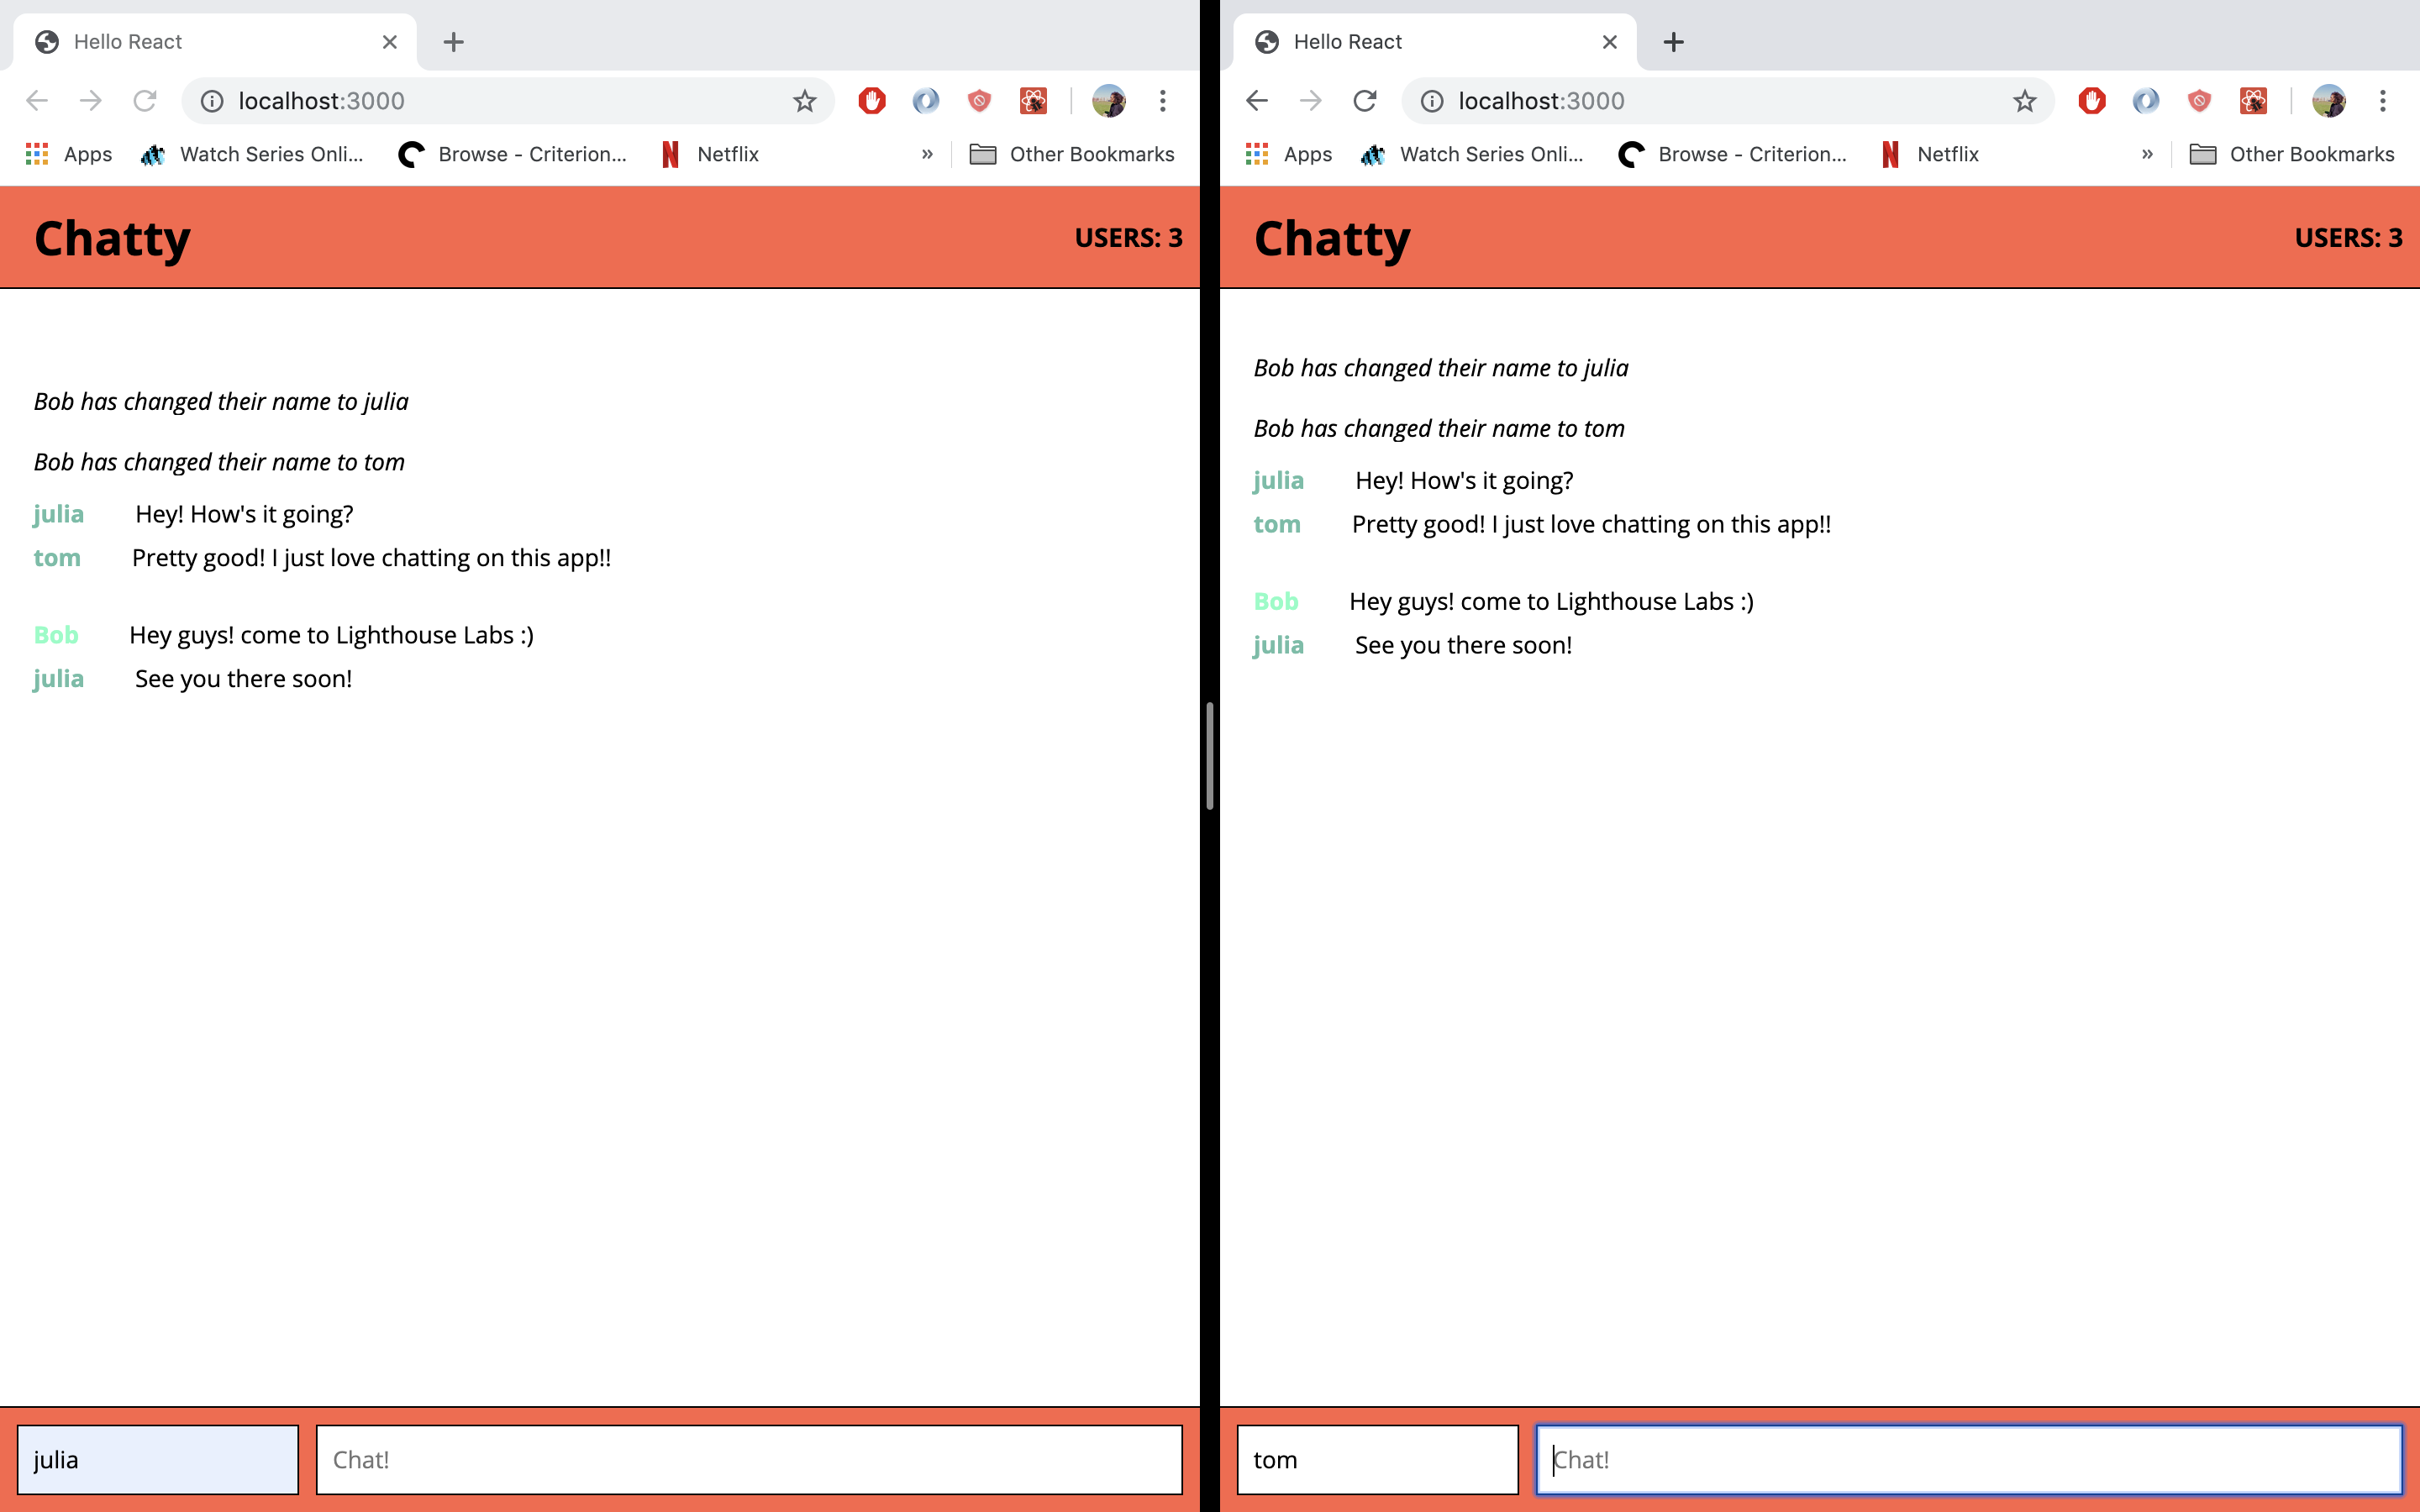 Hello React
localhost:3000
Apps Watch Series Onli... Browse - Criterion... Netflix » Other Bookmarks
Chatty USERS: 3
Bob has changed their name to julia
Bob has changed their name to tom
julia Hey! How's it going?
tom Pretty good! I just love chatting on this app!!
Bob Hey guys! come to Lighthouse Labs :)
julia See you there soon!
julia Chat!
Hello React
localhost:3000
Apps Watch Series Onli... Browse - Criterion... Netflix » Other Bookmarks
Chatty USERS: 3
Bob has changed their name to julia
Bob has changed their name to tom
julia Hey! How's it going?
tom Pretty good! I just love chatting on this app!!
Bob Hey guys! come to Lighthouse Labs :)
julia See you there soon!
tom Chat!